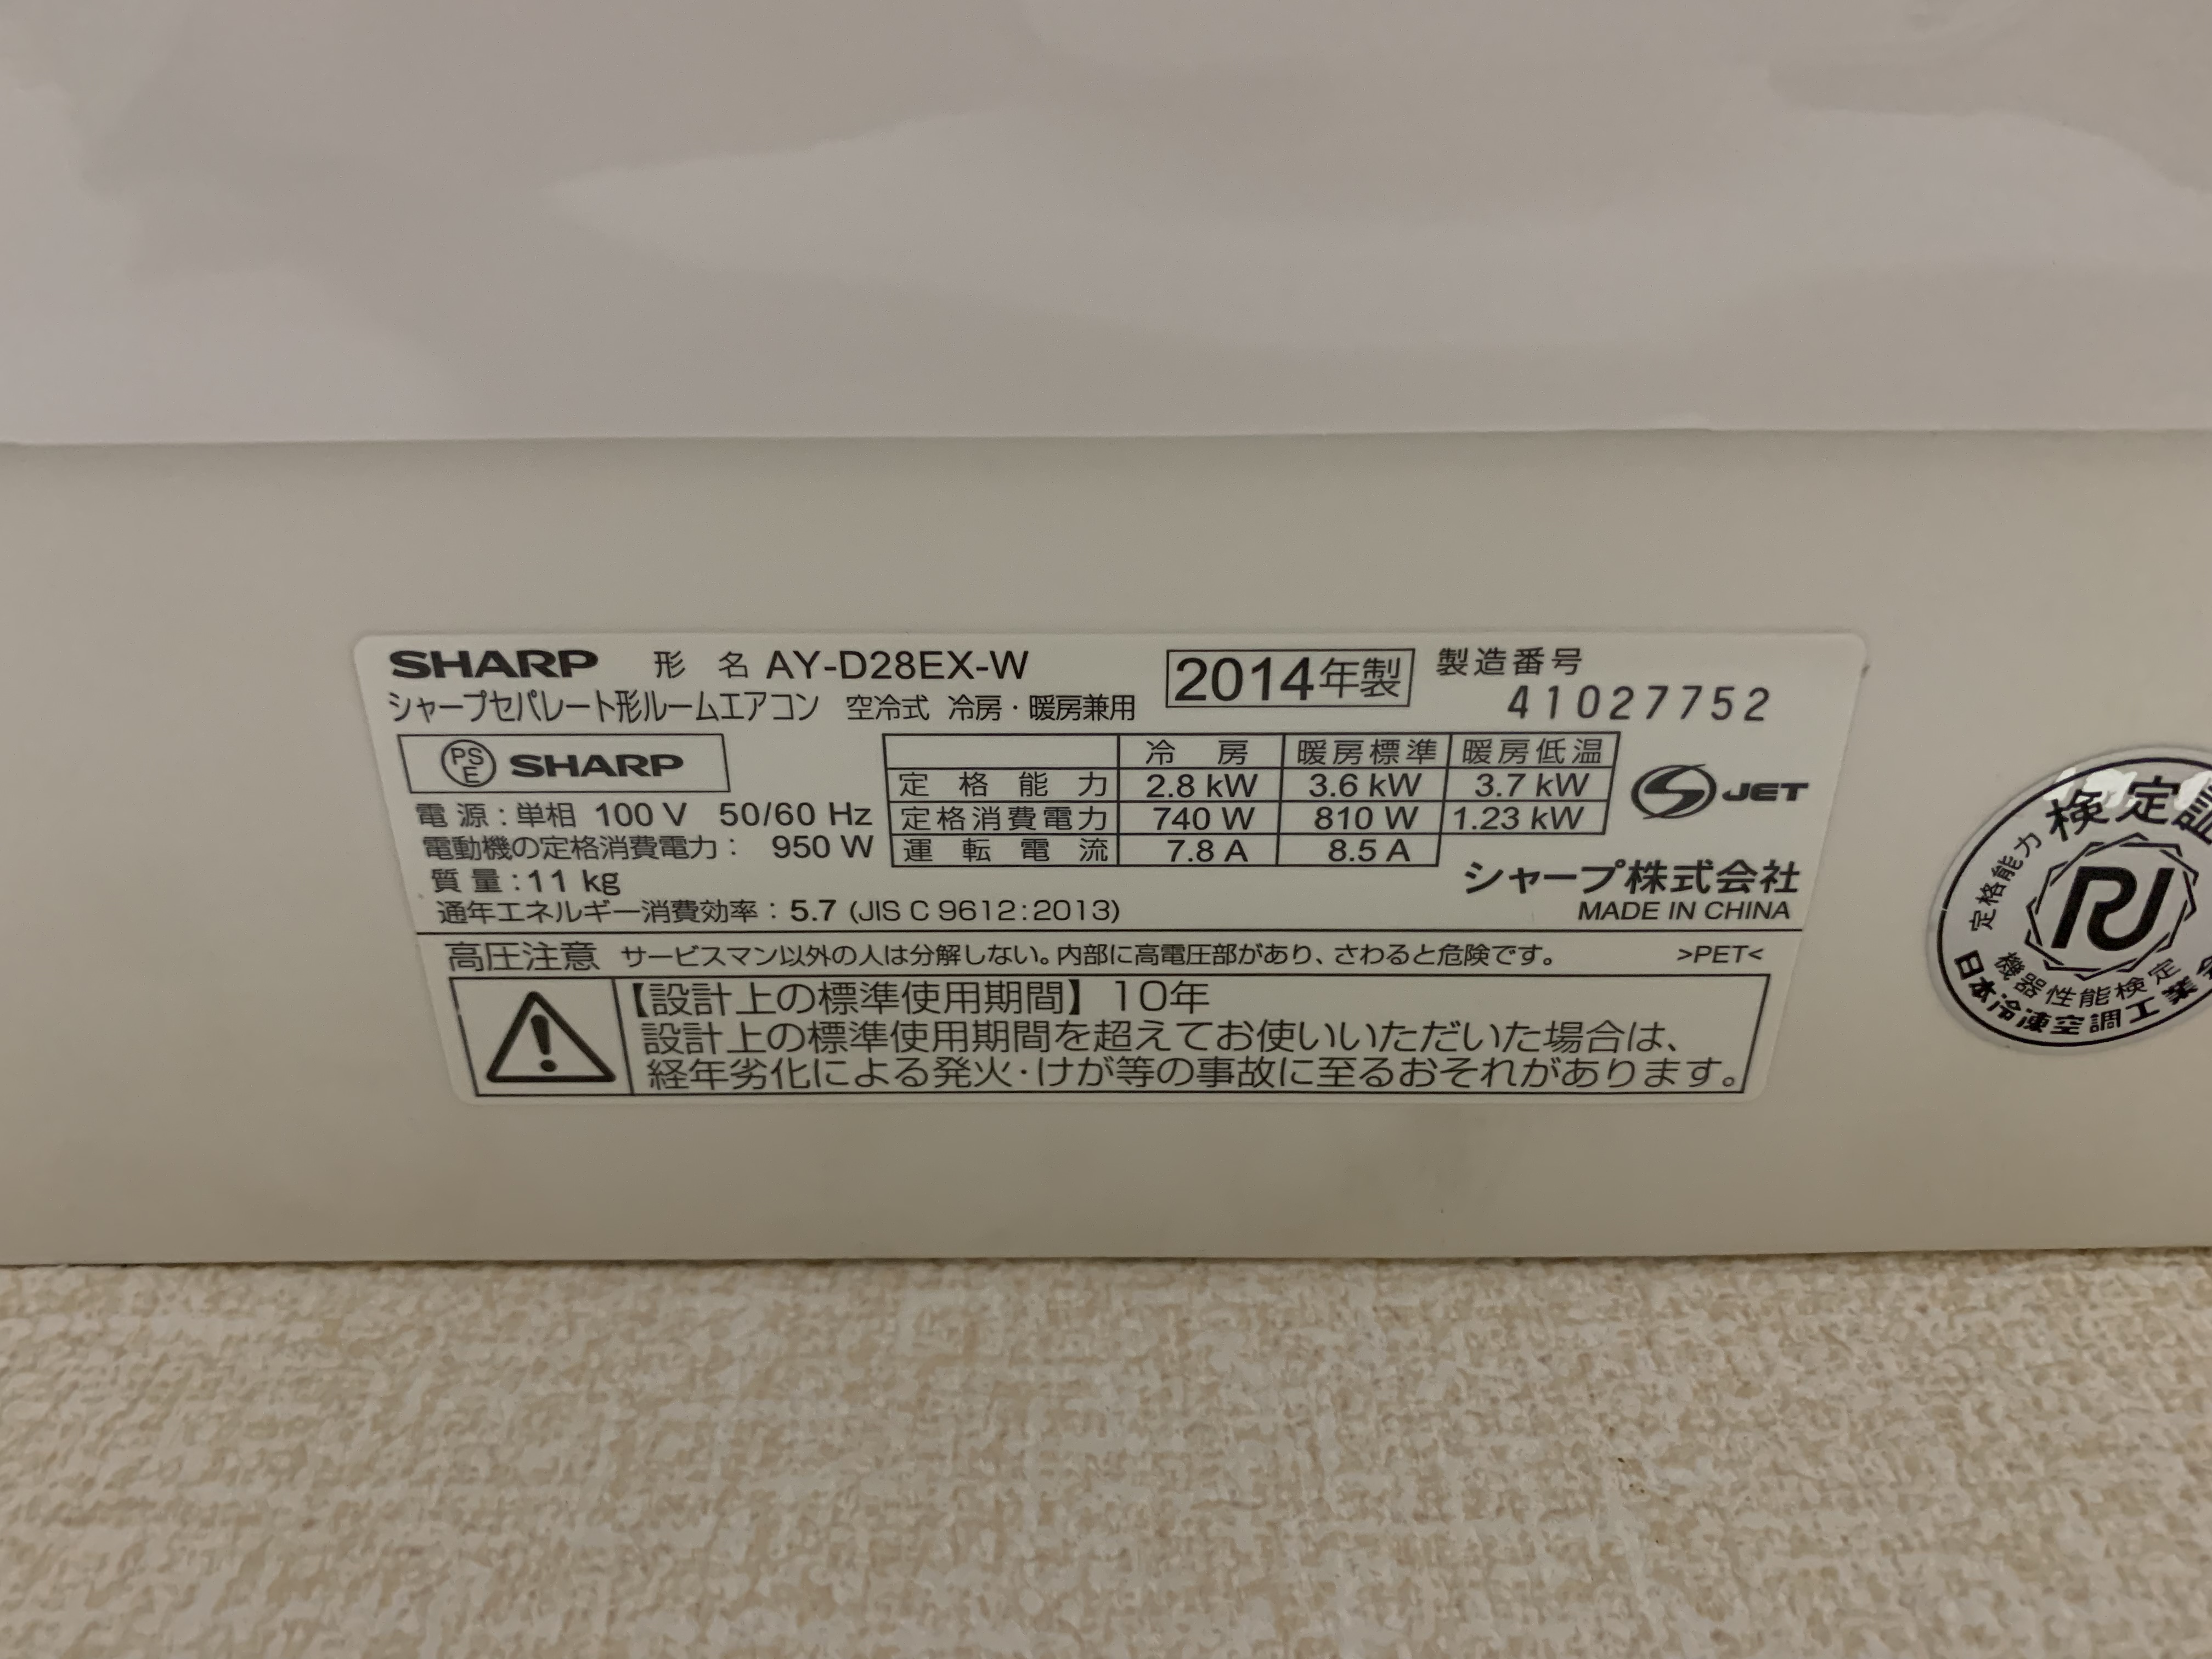 SHARP 形 名 AY-D28EX-W 2014年製 製造番号
シャープセパレート形ルームエアコン 空冷式 冷房・暖房兼用 41027752
PS E SHARP
電 源:単相 100 V 50/60 Hz
電動機の定格消費電力: 950 W
質 量:11 kg
通年エネルギー消費効率:5.7 (JIS C 9612:2013)
冷 房 暖房標準 暖房低温
定 格 能 力 2.8 kW 3.6 kW 3.7 kW
定格消費電力 740 W 810 W 1.23 kW
運 転 電 流 7.8 A 8.5 A
JET
シャープ株式会社
MADE IN CHINA
高圧注意 サービスマン以外の人は分解しない。内部に高電圧部があり、さわると危険です。 >PET<
【設計上の標準使用期間】10年
設計上の標準使用期間を超えてお使いいただいた場合は、
経年劣化による発火・けが等の事故に至るおそれがあります。
検定証
定格能力
機器性能検定
日本冷凍空調工業会